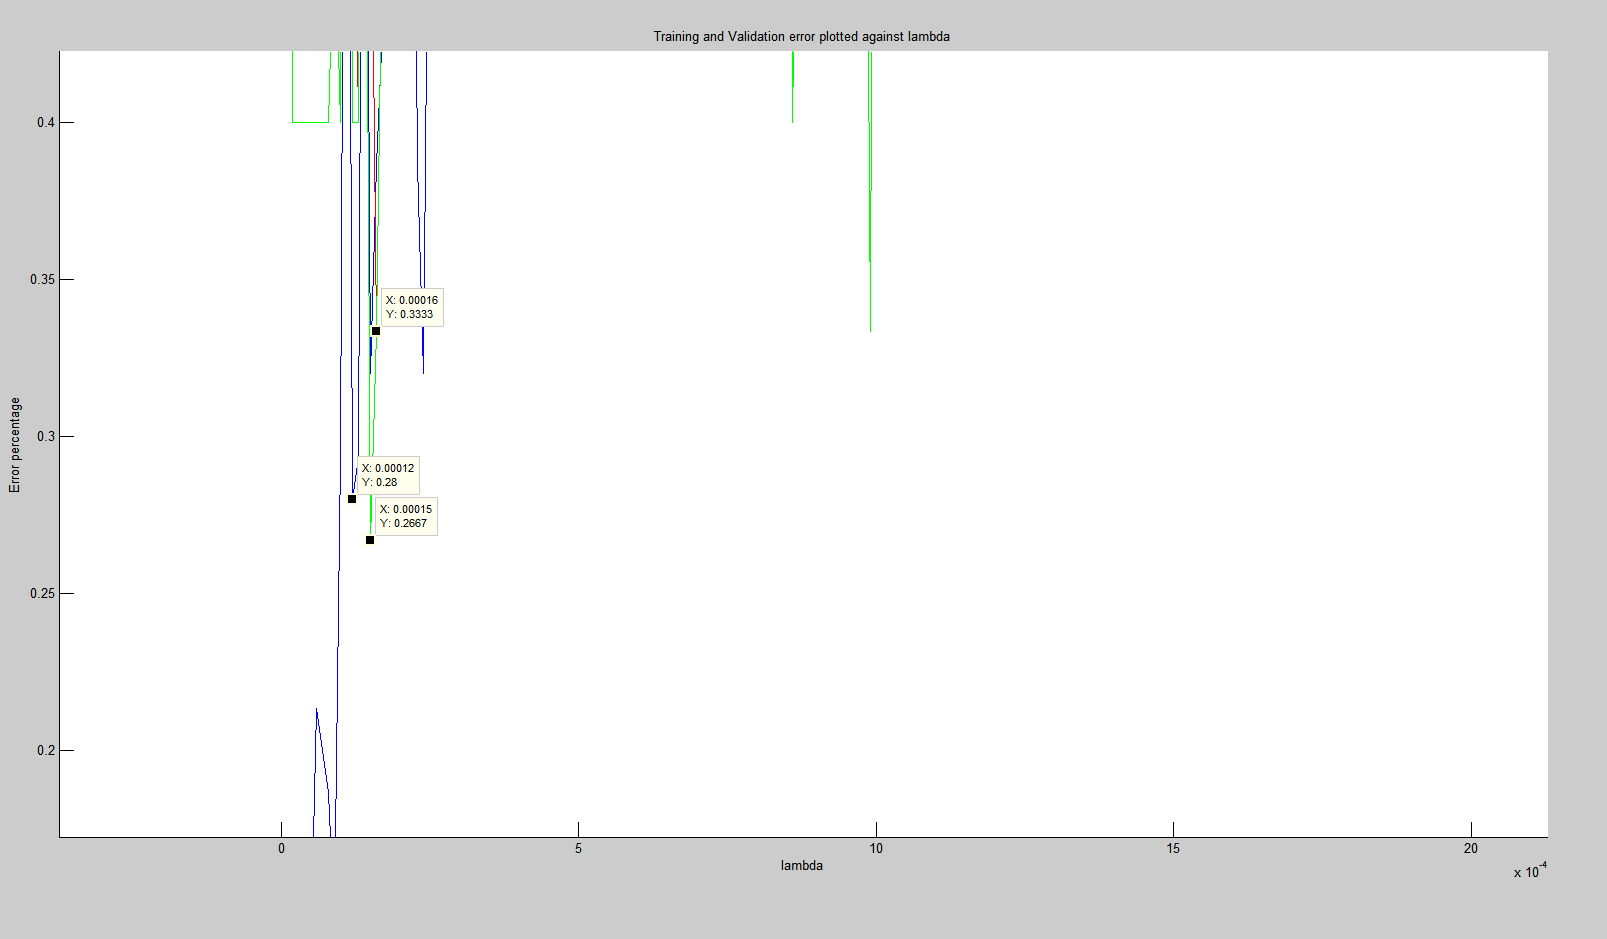 Training and Validation error plotted against lambda
Error percentage
0.4
0.35
0.3
0.25
0.2
X: 0.00016
Y: 0.3333
X: 0.00012
Y: 0.28
X: 0.00015
Y: 0.2667
0
5
10
15
20
lambda
x 10⁻⁴